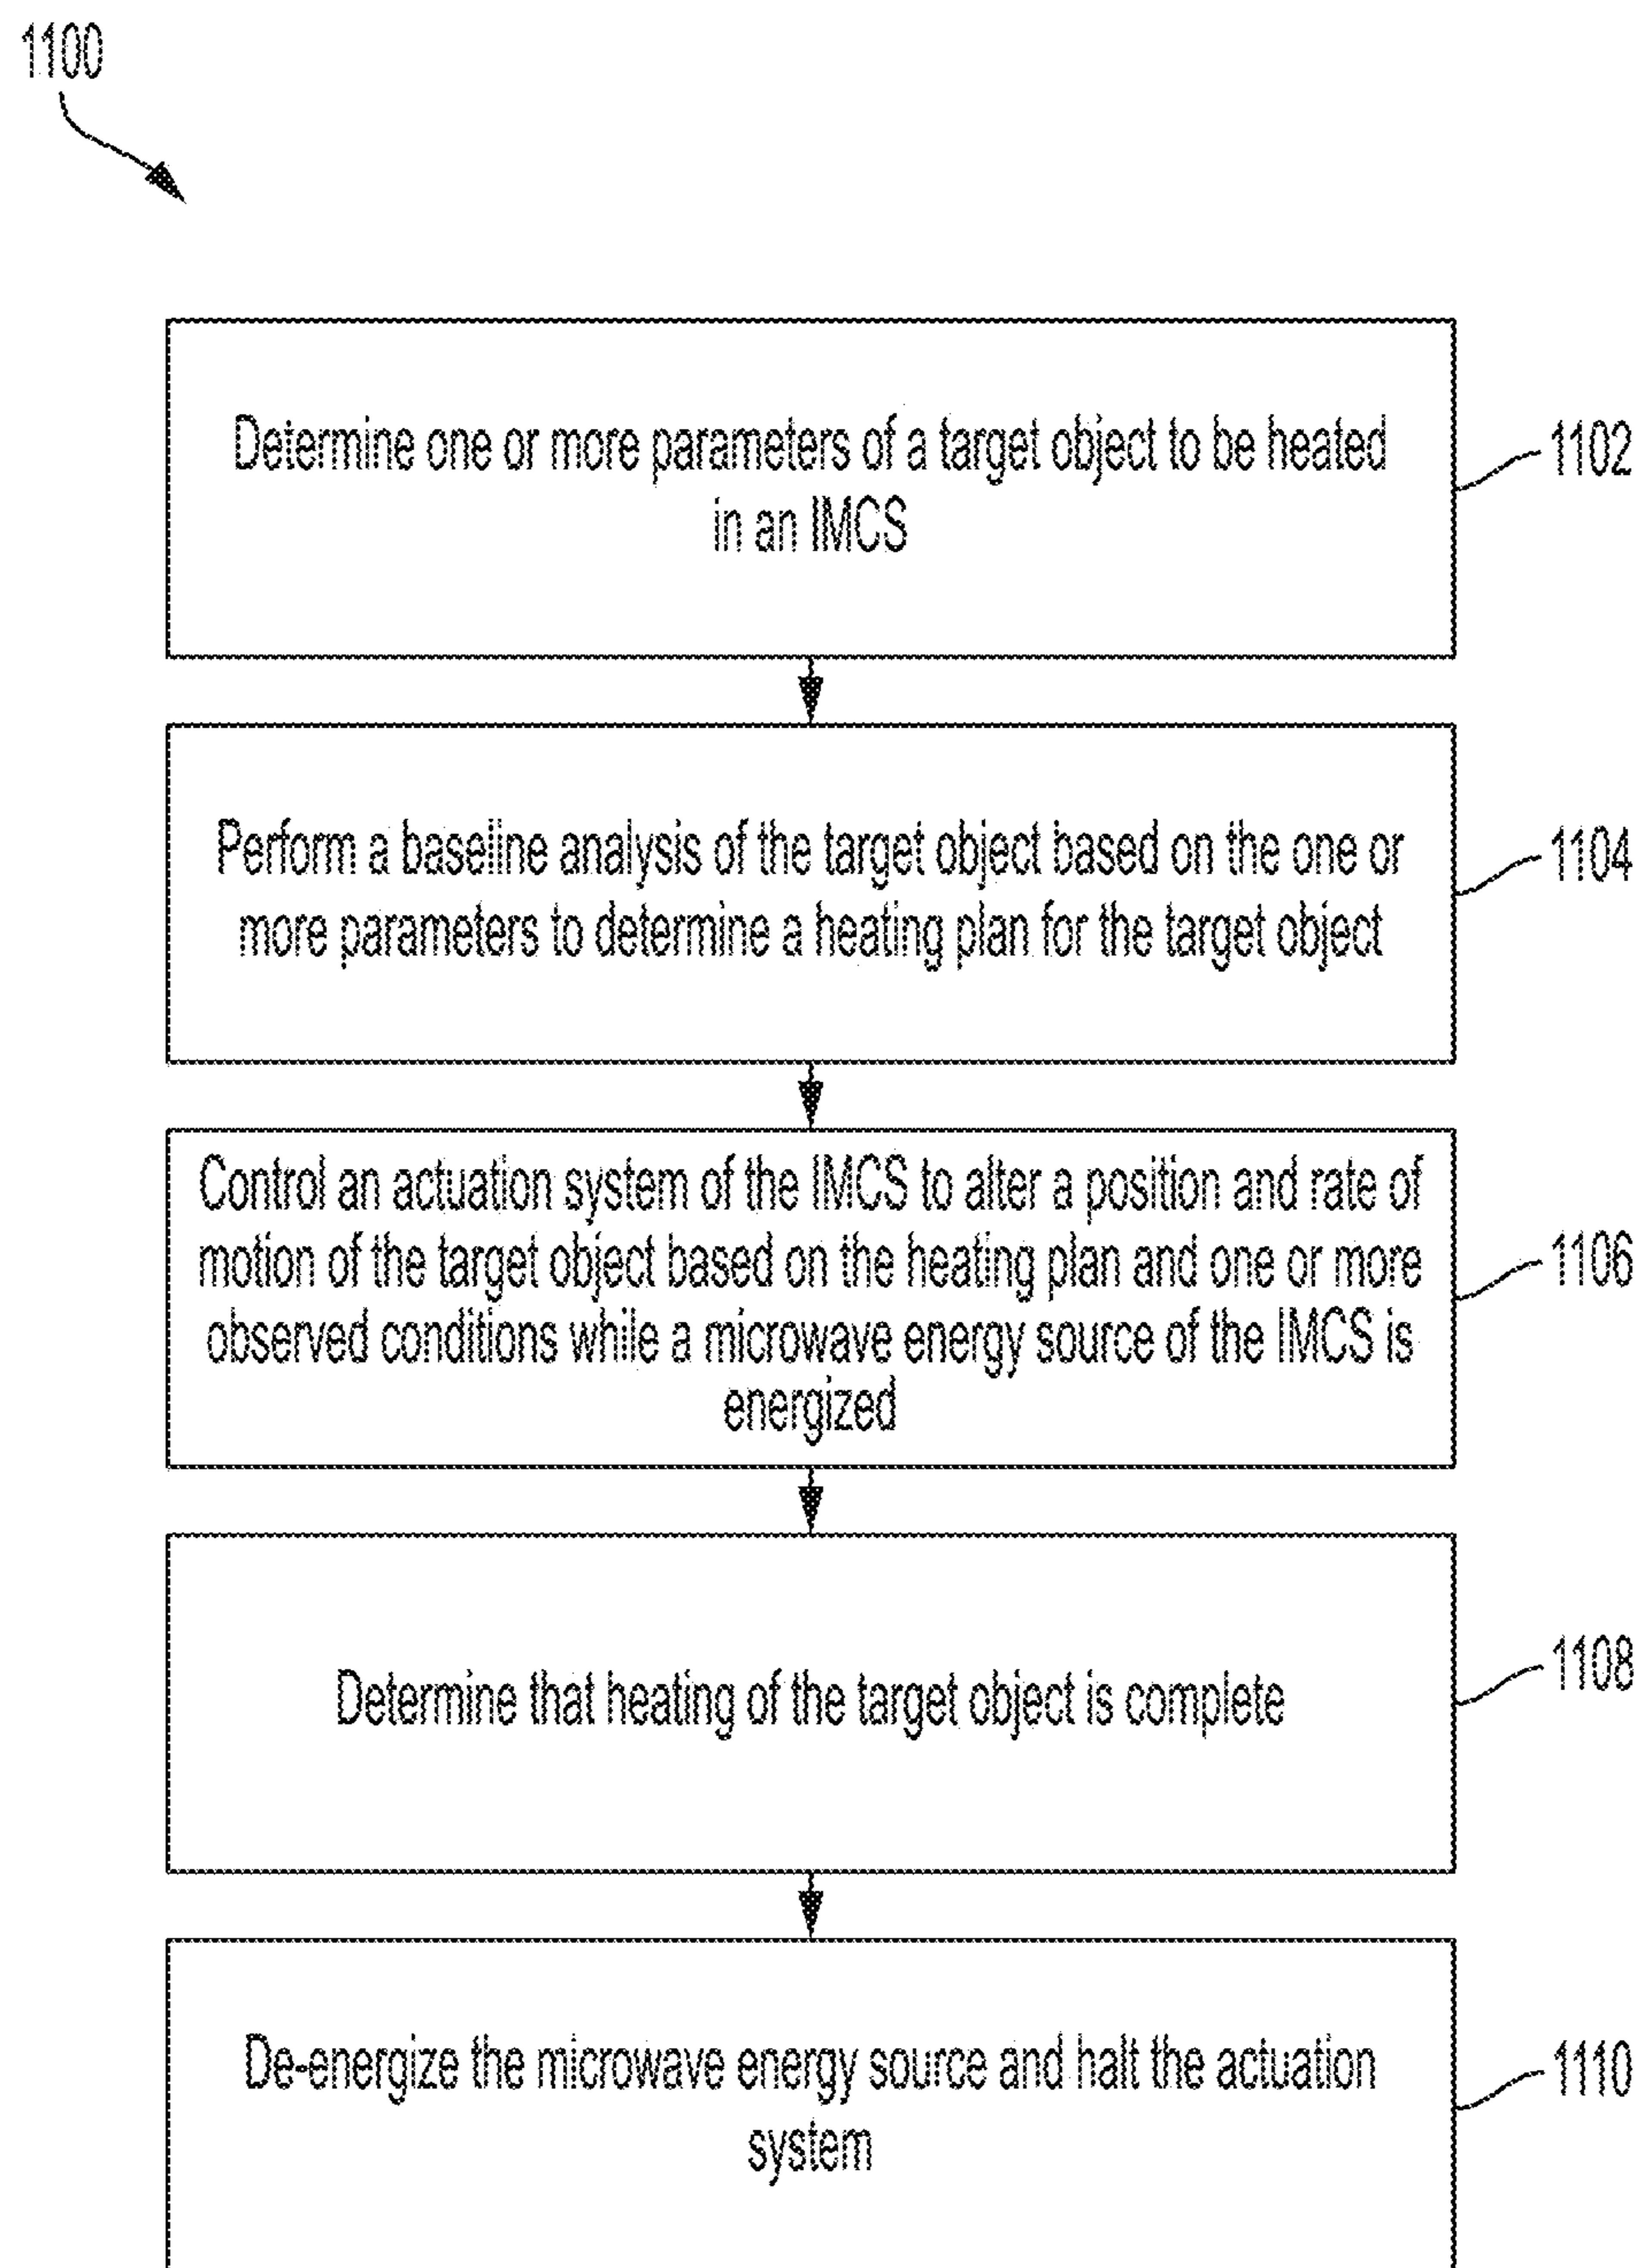 1100
Determine one or more parameters of a target object to be heated
in an IMCS
1102
Perform a baseline analysis of the target object based on the one or
more parameters to determine a heating plan for the target object
1104
Control an actuation system of the IMCS to alter a position and rate of
motion of the target object based on the heating plan and one or more
observed conditions while a microwave energy source of the IMCS is
energized
1106
Determine that heating of the target object is complete
1108
De-energize the microwave energy source and halt the actuation
system
1110